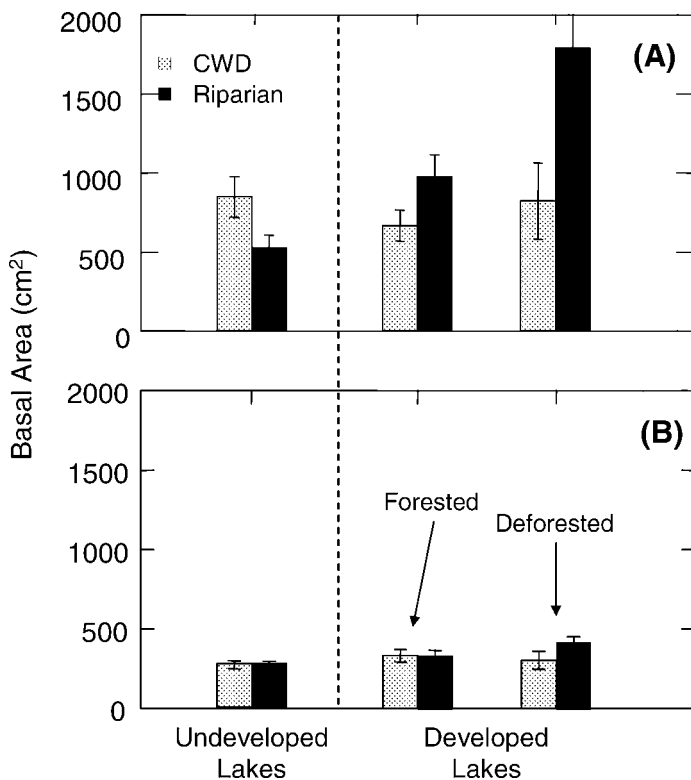 2000
1500
1000
500
0
CWD
Riparian
(A)
Basal Area (cm²)
2000
1500
1000
500
0
(B)
Forested
Deforested
Undeveloped
Lakes
Developed
Lakes